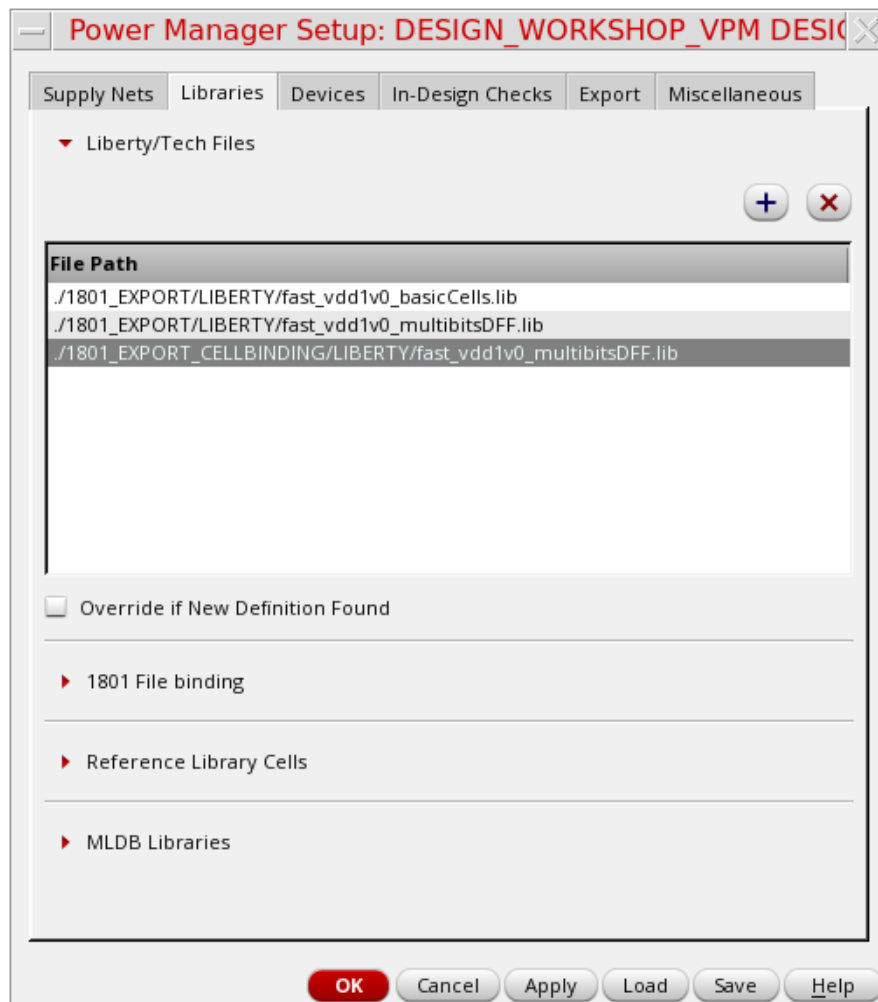 Power Manager Setup: DESIGN_WORKSHOP_VPM DESIG
Supply Nets Libraries Devices In-Design Checks Export Miscellaneous
Liberty/Tech Files
File Path
./1801_EXPORT/LIBERTY/fast_vdd1v0_basicCells.lib
./1801_EXPORT/LIBERTY/fast_vdd1v0_multibitsDFF.lib
./1801_EXPORT_CELLBINDING/LIBERTY/fast_vdd1v0_multibitsDFF.lib
Override if New Definition Found
1801 File binding
Reference Library Cells
MLDB Libraries
OK Cancel Apply Load Save Help